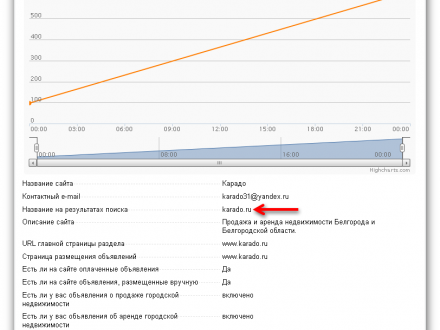 500
400
300
200
100
0
00:00 03:00 06:00 09:00 12:00 15:00 18:00 21:00 00:00
00:00 08:00 16:00 00:00
Highcharts.com
Название сайта Карадо
Контактный e-mail karado31@yandex.ru
Название на результатах поиска karado.ru
Описание сайта Продажа и аренда недвижимости Белгорода и
Белгородской области.
URL главной страницы раздела www.karado.ru
Страница размещения объявлений www.karado.ru
Есть ли на сайте оплаченные объявления Да
Есть ли на сайте объявления, размещенные вручную Да
Есть ли у вас объявления о продаже городской включено
недвижимости
Есть ли у вас объявления об аренде городской включено
недвижимости